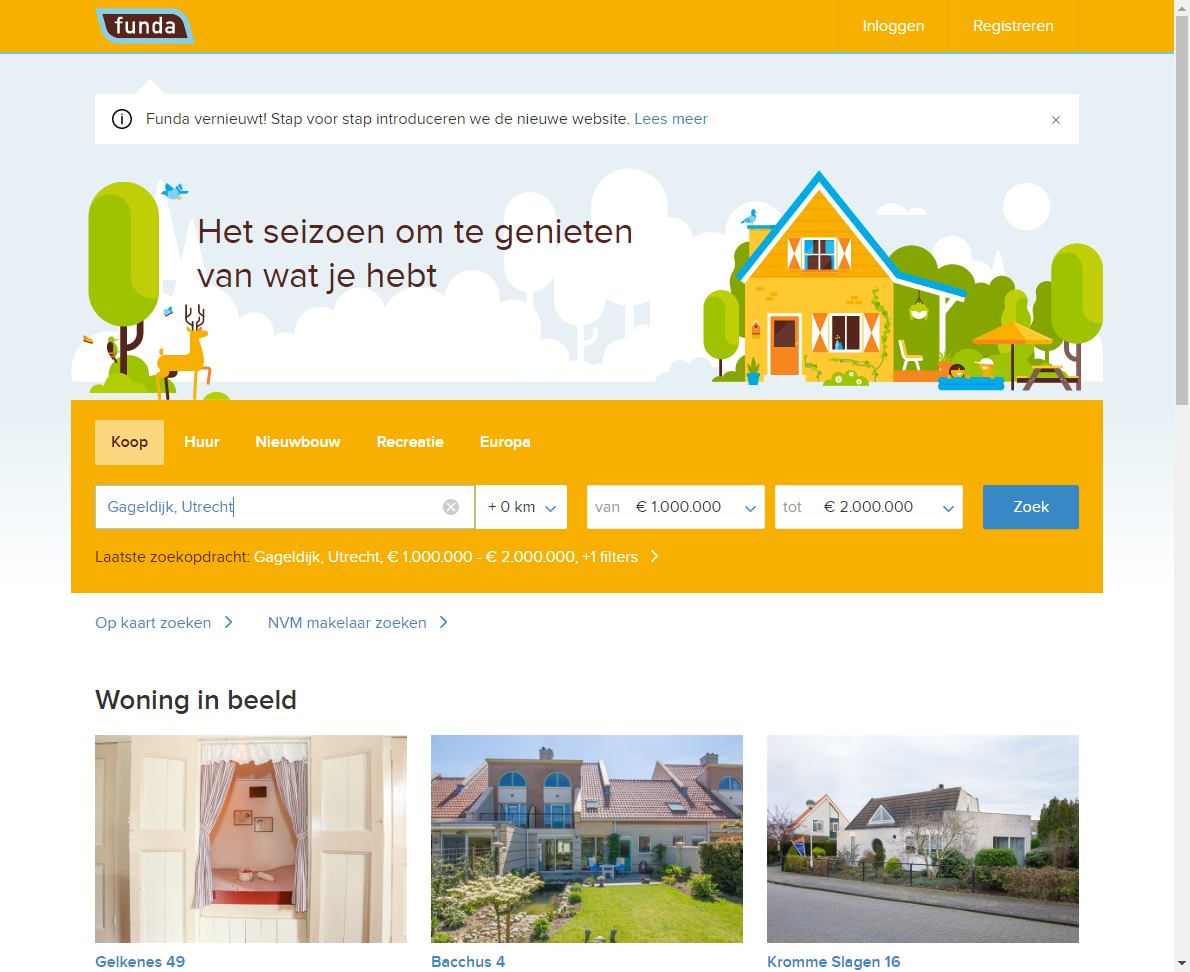 funda
Inloggen
Registreren
Funda vernieuwt! Stap voor stap introduceren we de nieuwe website. Lees meer
Het seizoen om te genieten
van wat je hebt
Koop
Huur
Nieuwbouw
Recreatie
Europa
Gageldijk, Utrecht
+ 0 km
van € 1.000.000
tot € 2.000.000
Zoek
Laatste zoekopdracht: Gageldijk, Utrecht, € 1.000.000 - € 2.000.000, +1 filters
Op kaart zoeken
NVM makelaar zoeken
Woning in beeld
Gelkenes 49
Bacchus 4
Kromme Slagen 16